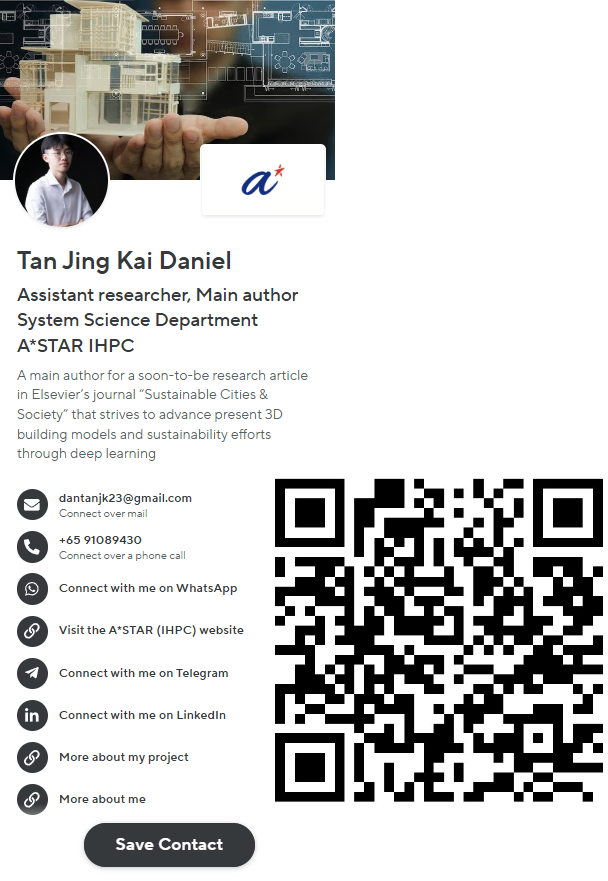 a*
Tan Jing Kai Daniel
Assistant researcher, Main author
System Science Department
A*STAR IHPC
A main author for a soon-to-be research article
in Elsevier’s journal “Sustainable Cities &
Society” that strives to advance present 3D
building models and sustainability efforts
through deep learning
dantanjk23@gmail.com
Connect over mail
+65 91089430
Connect over a phone call
Connect with me on WhatsApp
Visit the A*STAR (IHPC) website
Connect with me on Telegram
in
Connect with me on LinkedIn
More about my project
More about me
Save Contact